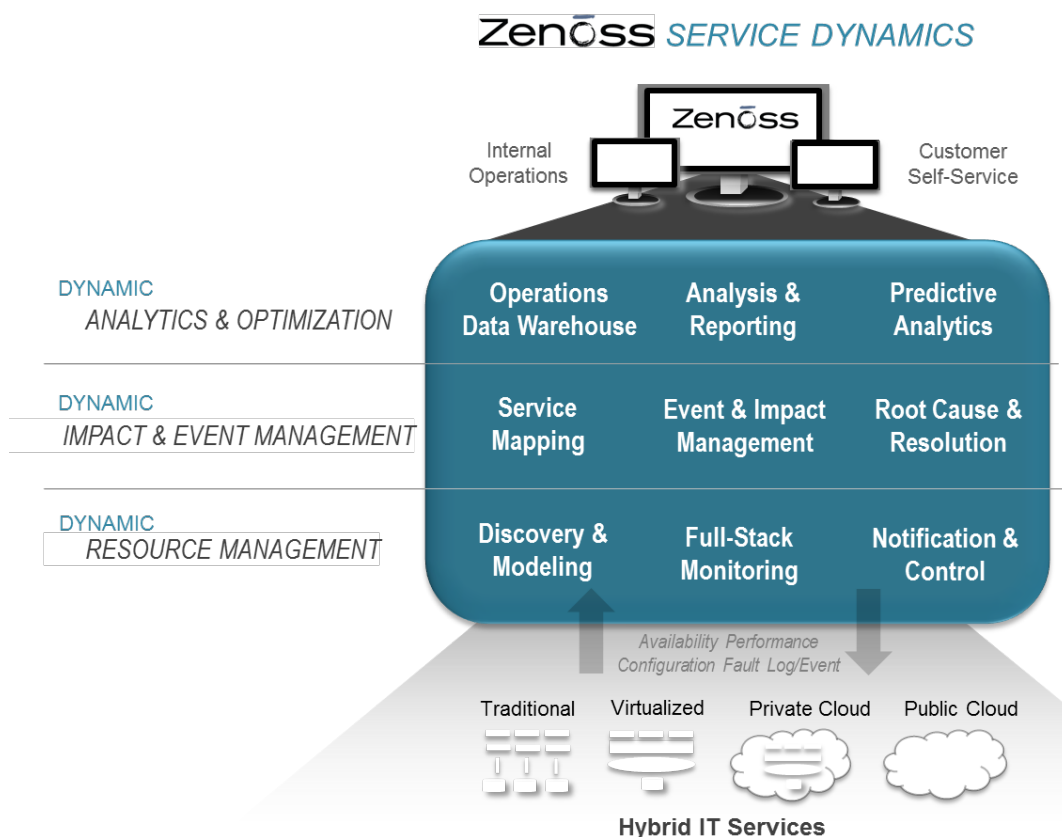 Zenoss SERVICE DYNAMICS
Zenoss
Internal
Operations
Customer
Self-Service
DYNAMIC
ANALYTICS & OPTIMIZATION
Operations
Data Warehouse
Analysis &
Reporting
Predictive
Analytics
DYNAMIC
IMPACT & EVENT MANAGEMENT
Service
Mapping
Event & Impact
Management
Root Cause &
Resolution
DYNAMIC
RESOURCE MANAGEMENT
Discovery &
Modeling
Full-Stack
Monitoring
Notification &
Control
Availability Performance
Configuration Fault Log/Event
Traditional
Virtualized
Private Cloud
Public Cloud
Hybrid IT Services